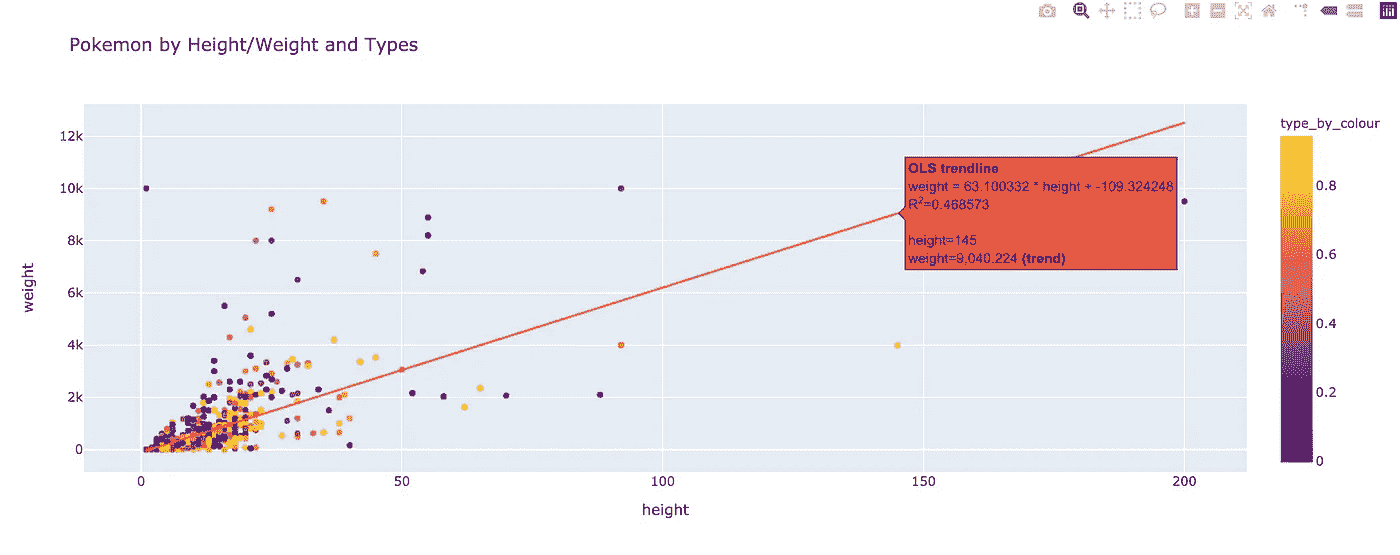 Pokemon by Height/Weight and Types
type_by_colour
12k
10k
8k
6k
4k
2k
0
weight
OLS trendline
weight = 63.100332 * height + -109.324248
R²=0.468573
height=145
weight=9,040.224 (trend)
0.8
0.6
0.4
0.2
0
0
50
100
150
200
height